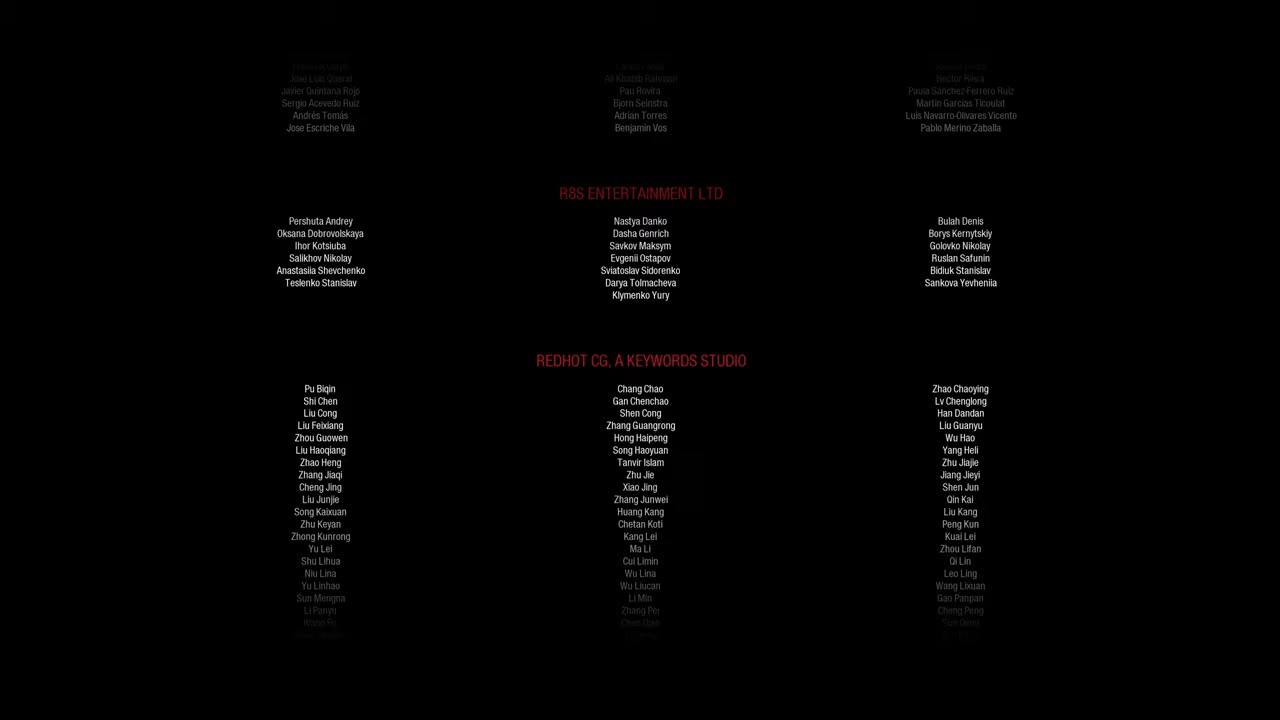 Jose Luis Queral Ali Khatib Rahman Hector Riura
Javier Quintana Rojo Pau Rovira Paula Sánchez-Ferrero Ruiz
Sergio Acevedo Ruiz Bjorn Seinstra Martin Garcías Ticoulat
Andrés Tomás Adrian Torres Luis Navarro-Olivares Vicente
Jose Escriche Vila Benjamin Vos Pablo Merino Zaballa
R8S ENTERTAINMENT LTD
Pershuta Andrey Nastya Danko Bulah Denis
Oksana Dobrovolskaya Dasha Genrich Borys Kernytskiy
Ihor Kotsiuba Savkov Maksym Golovko Nikolay
Salikhov Nikolay Evgenii Ostapov Ruslan Safunin
Anastasiia Shevchenko Sviatoslav Sidorenko Bidiuk Stanislav
Teslenko Stanislav Darya Tolmacheva Sankova Yevheniia
Klymenko Yury
REDHOT CG, A KEYWORDS STUDIO
Pu Biqin Chang Chao Zhao Chaoying
Shi Chen Gan Chenchao Lv Chenglong
Liu Cong Shen Cong Han Dandan
Liu Feixiang Zhang Guangrong Liu Guanyu
Zhou Guowen Hong Haipeng Wu Hao
Liu Haoqiang Song Haoyuan Yang Heli
Zhao Heng Tanvir Islam Zhu Jiajie
Zhang Jiaqi Zhu Jie Jiang Jieyi
Cheng Jing Xiao Jing Shen Jun
Liu Junjie Zhang Junwei Qin Kai
Song Kaixuan Huang Kang Liu Kang
Zhu Keyan Chetan Koti Peng Kun
Zhong Kunrong Kang Lei Kuai Lei
Yu Lei Ma Li Zhou Lifan
Shu Lihua Cui Limin Qi Lin
Niu Lina Wu Lina Leo Ling
Yu Linhao Wu Liucan Wang Lixuan
Sun Mengna Li Min Gao Panpan
Li Panyu Zhang Pei Cheng Peng
Wang Chen Qiao Sun